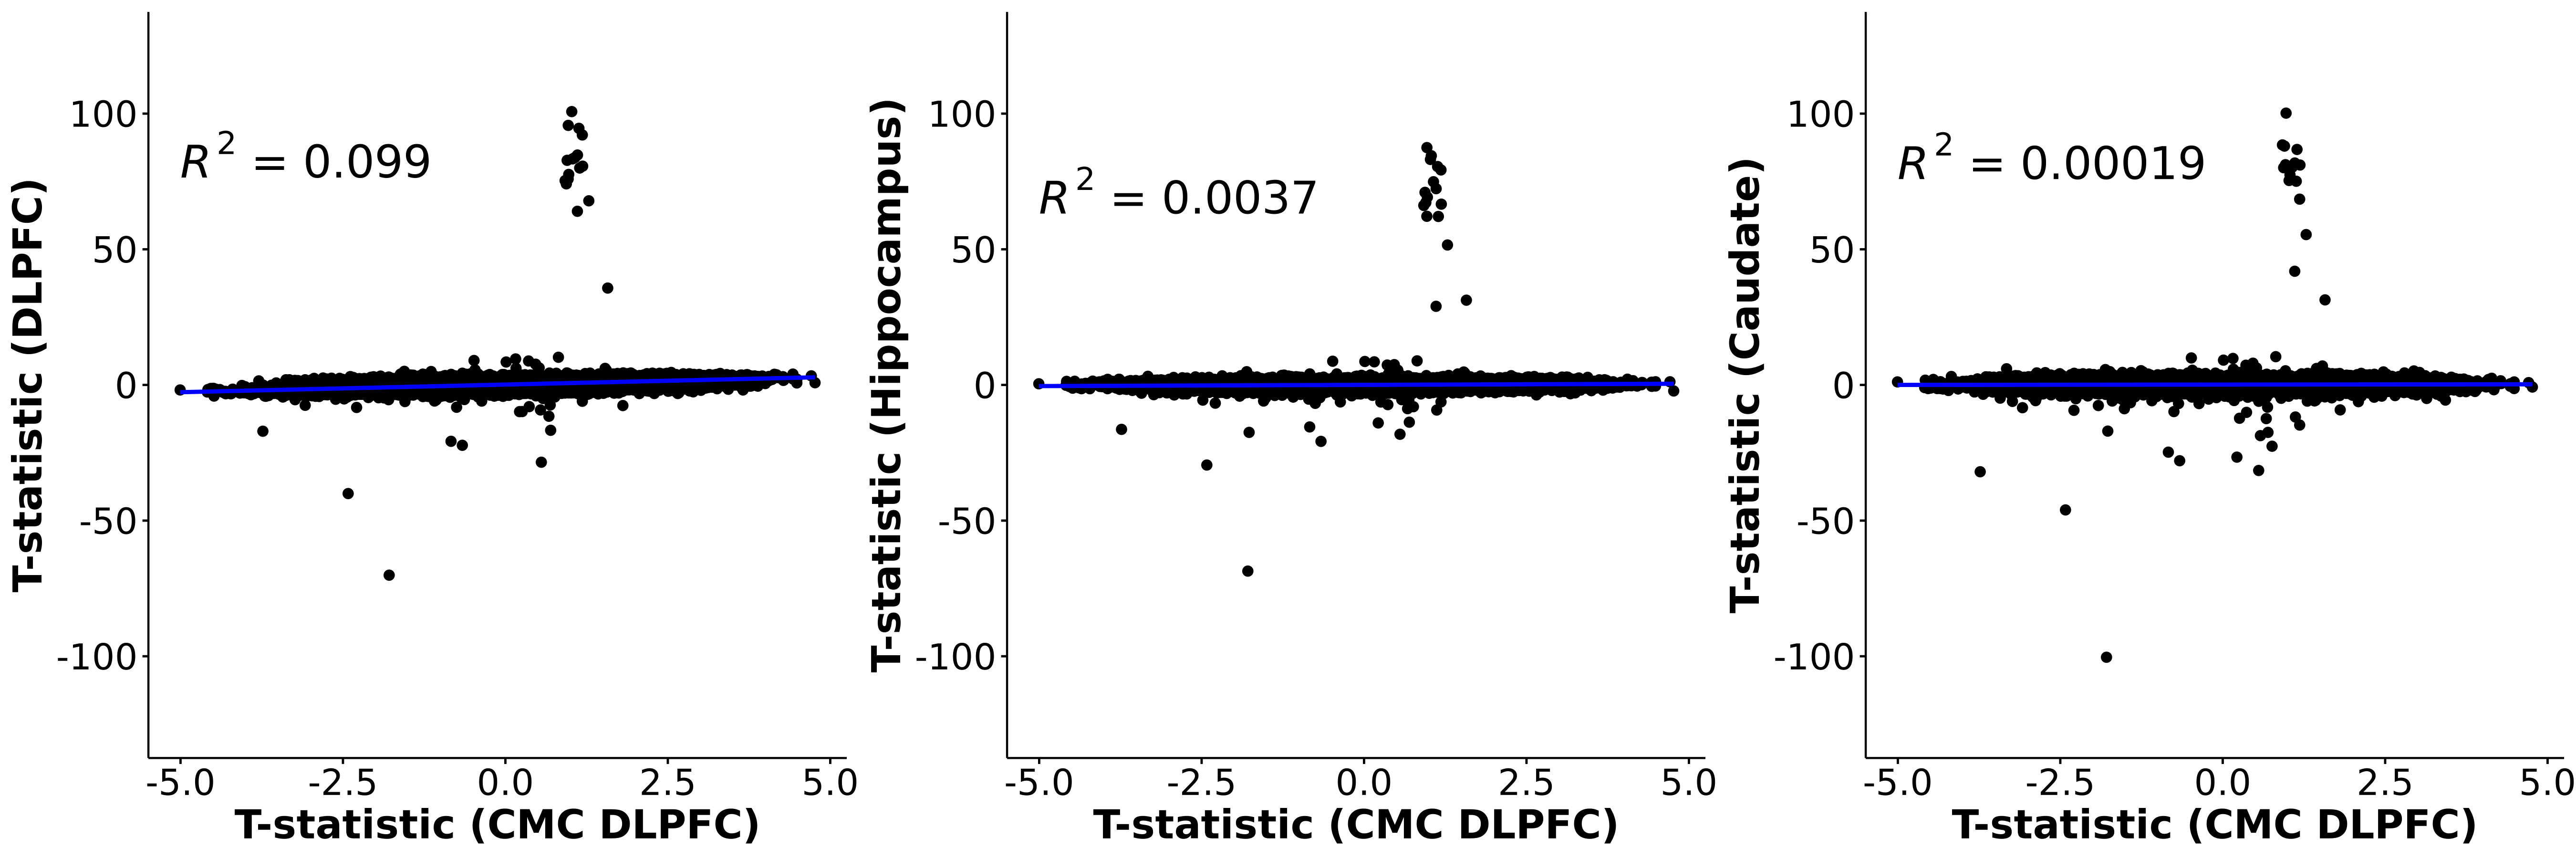 T-statistic (DLPFC)
100
50
0
-50
-100
R² = 0.099
-5.0 -2.5 0.0 2.5 5.0
T-statistic (CMC DLPFC)
T-statistic (Hippocampus)
100
50
0
-50
-100
R² = 0.0037
-5.0 -2.5 0.0 2.5 5.0
T-statistic (CMC DLPFC)
T-statistic (Caudate)
100
50
0
-50
-100
R² = 0.00019
-5.0 -2.5 0.0 2.5 5.0
T-statistic (CMC DLPFC)